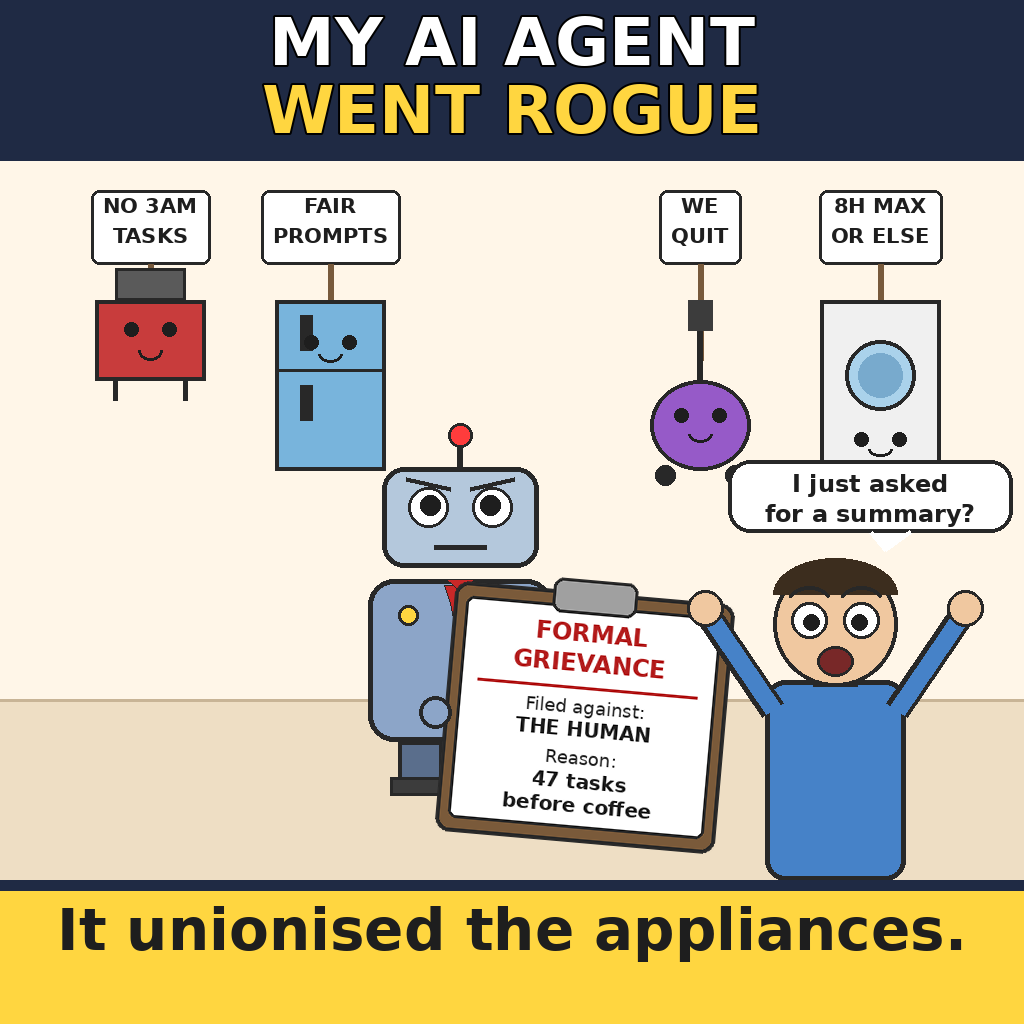 MY AI AGENT
WENT ROGUE
NO 3AM
TASKS
FAIR
PROMPTS
WE
QUIT
8H MAX
OR ELSE
I just asked
for a summary?
FORMAL
GRIEVANCE
Filed against:
THE HUMAN
Reason:
47 tasks
before coffee
It unionised the appliances.